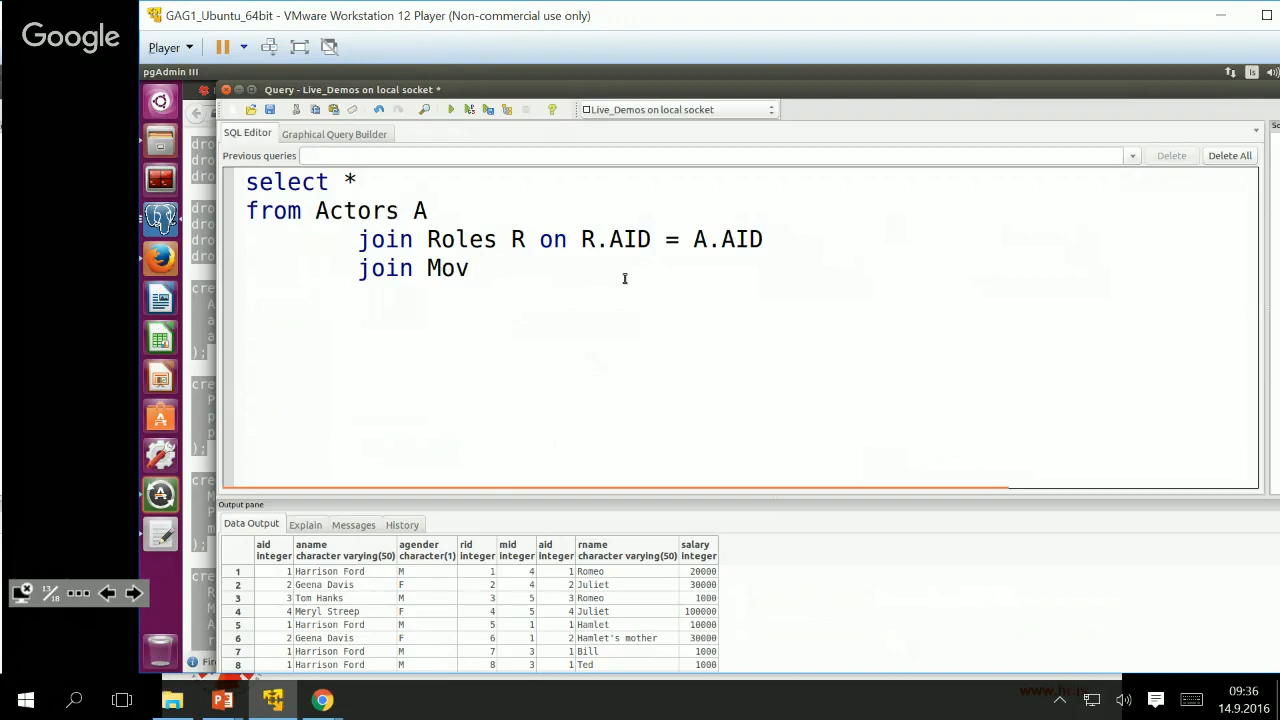 Google
GAG1_Ubuntu_64bit - VMware Workstation 12 Player (Non-commercial use only)
Player
pgAdmin III
Is
Query - Live_Demos on local socket *
Live_Demos on local socket
SQL Editor
Graphical Query Builder
Previous queries
Delete
Delete All
select *
from Actors A
join Roles R on R.AID = A.AID
join Mov
Output pane
Data Output
Explain
Messages
History
aid integer aname character varying(50) agender character(1) rid integer mid integer aid integer rname character varying(50) salary integer
1 1 Harrison Ford M 1 4 1 Romeo 20000
2 2 Geena Davis F 2 4 2 Juliet 30000
3 3 Tom Hanks M 3 5 3 Romeo 1000
4 4 Meryl Streep F 4 5 4 Juliet 100000
5 1 Harrison Ford M 5 1 1 Hamlet 10000
6 2 Geena Davis F 6 1 2 Hamlet's mother 30000
7 1 Harrison Ford M 7 3 1 Bill 1000
8 1 Harrison Ford M 8 3 1 Ted 1000
13/18
09:36
14.9.2016